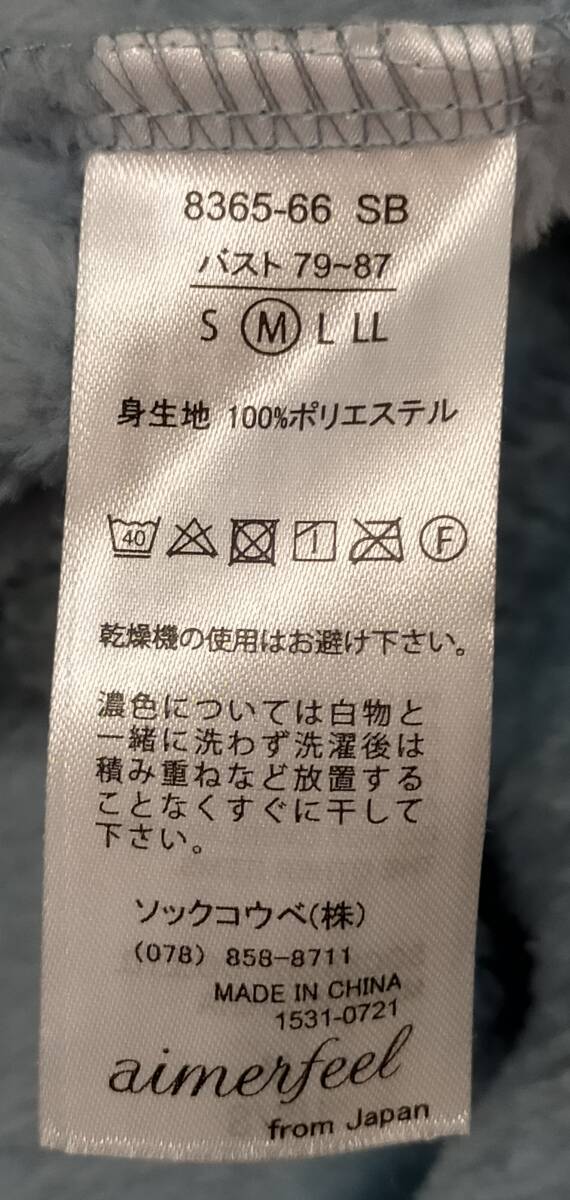 8365-66 SB
バスト 79~87
S M L LL
身生地 100%ポリエステル
40 F
乾燥機の使用はお避け下さい。
濃色については白物と
一緒に洗わず洗濯後は
積み重ねなど放置する
ことなくすぐに干して
下さい。
ソックコウベ(株)
(078) 858-8711
MADE IN CHINA
1531-0721
aimerfeel
from Japan